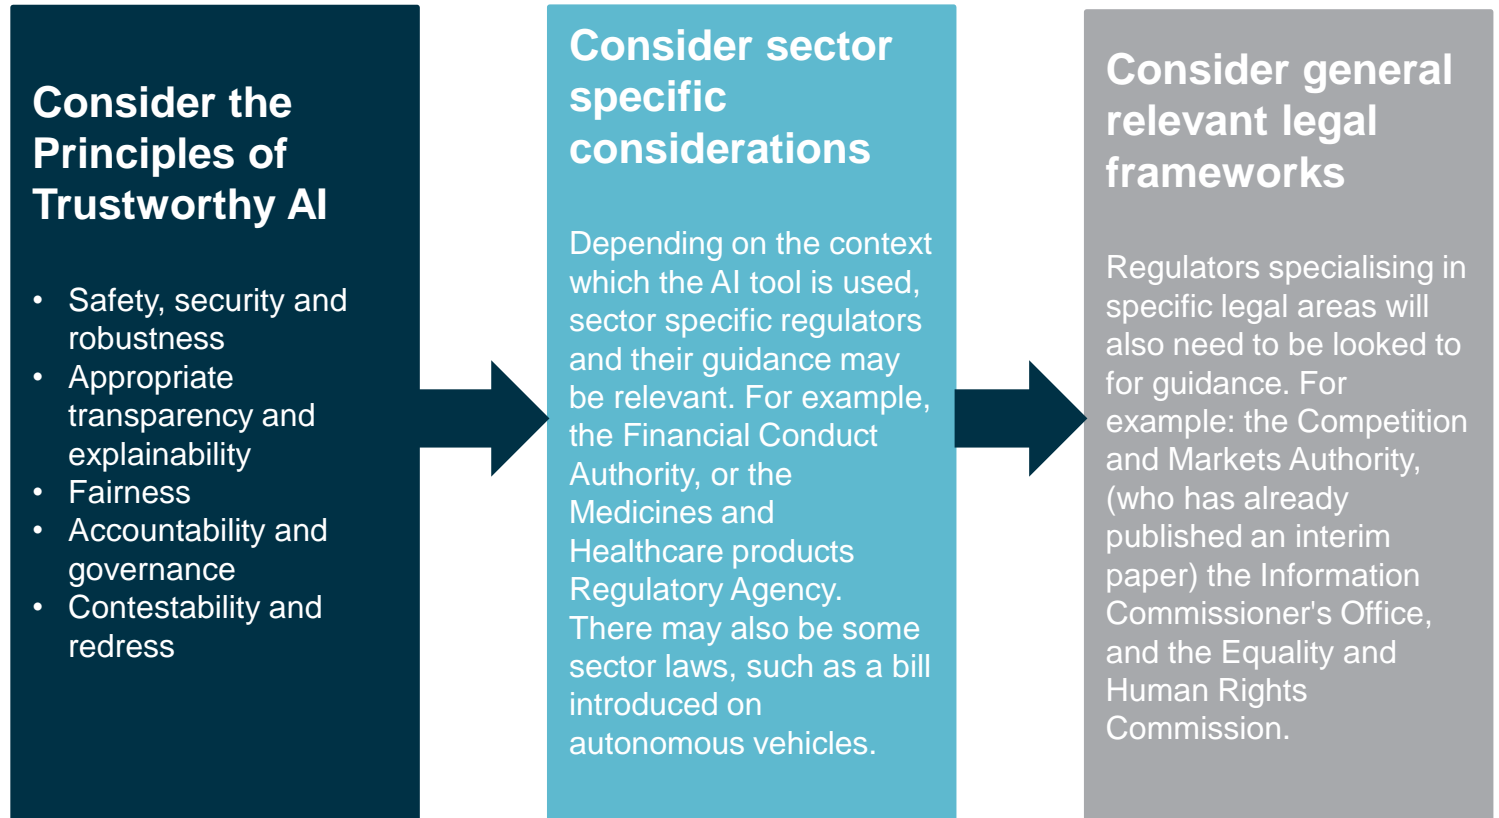 Consider the
Principles of
Trustworthy AI
• Safety, security and
robustness
• Appropriate
transparency and
explainability
• Fairness
• Accountability and
governance
• Contestability and
redress
Consider sector
specific
considerations
Depending on the context
which the AI tool is used,
sector specific regulators
and their guidance may
be relevant. For example,
the Financial Conduct
Authority, or the
Medicines and
Healthcare products
Regulatory Agency.
There may also be some
sector laws, such as a bill
introduced on
autonomous vehicles.
Consider general
relevant legal
frameworks
Regulators specialising in
specific legal areas will
also need to be looked to
for guidance. For
example: the Competition
and Markets Authority,
(who has already
published an interim
paper) the Information
Commissioner's Office,
and the Equality and
Human Rights
Commission.